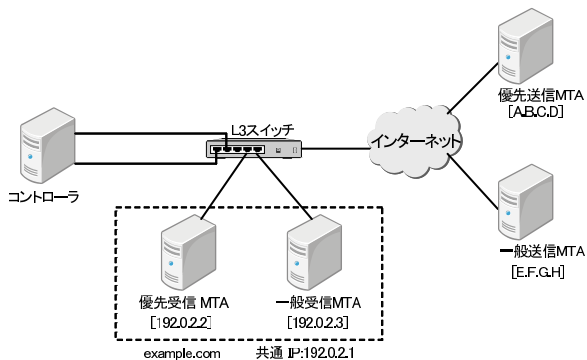 優先送信MTA
[A.B.C.D]
L3スイッチ
インターネット
コントローラ
一般送信MTA
[E.F.G.H]
優先受信 MTA
[192.0.2.2]
一般受信MTA
[192.0.2.3]
example.com 共通 IP:192.0.2.1